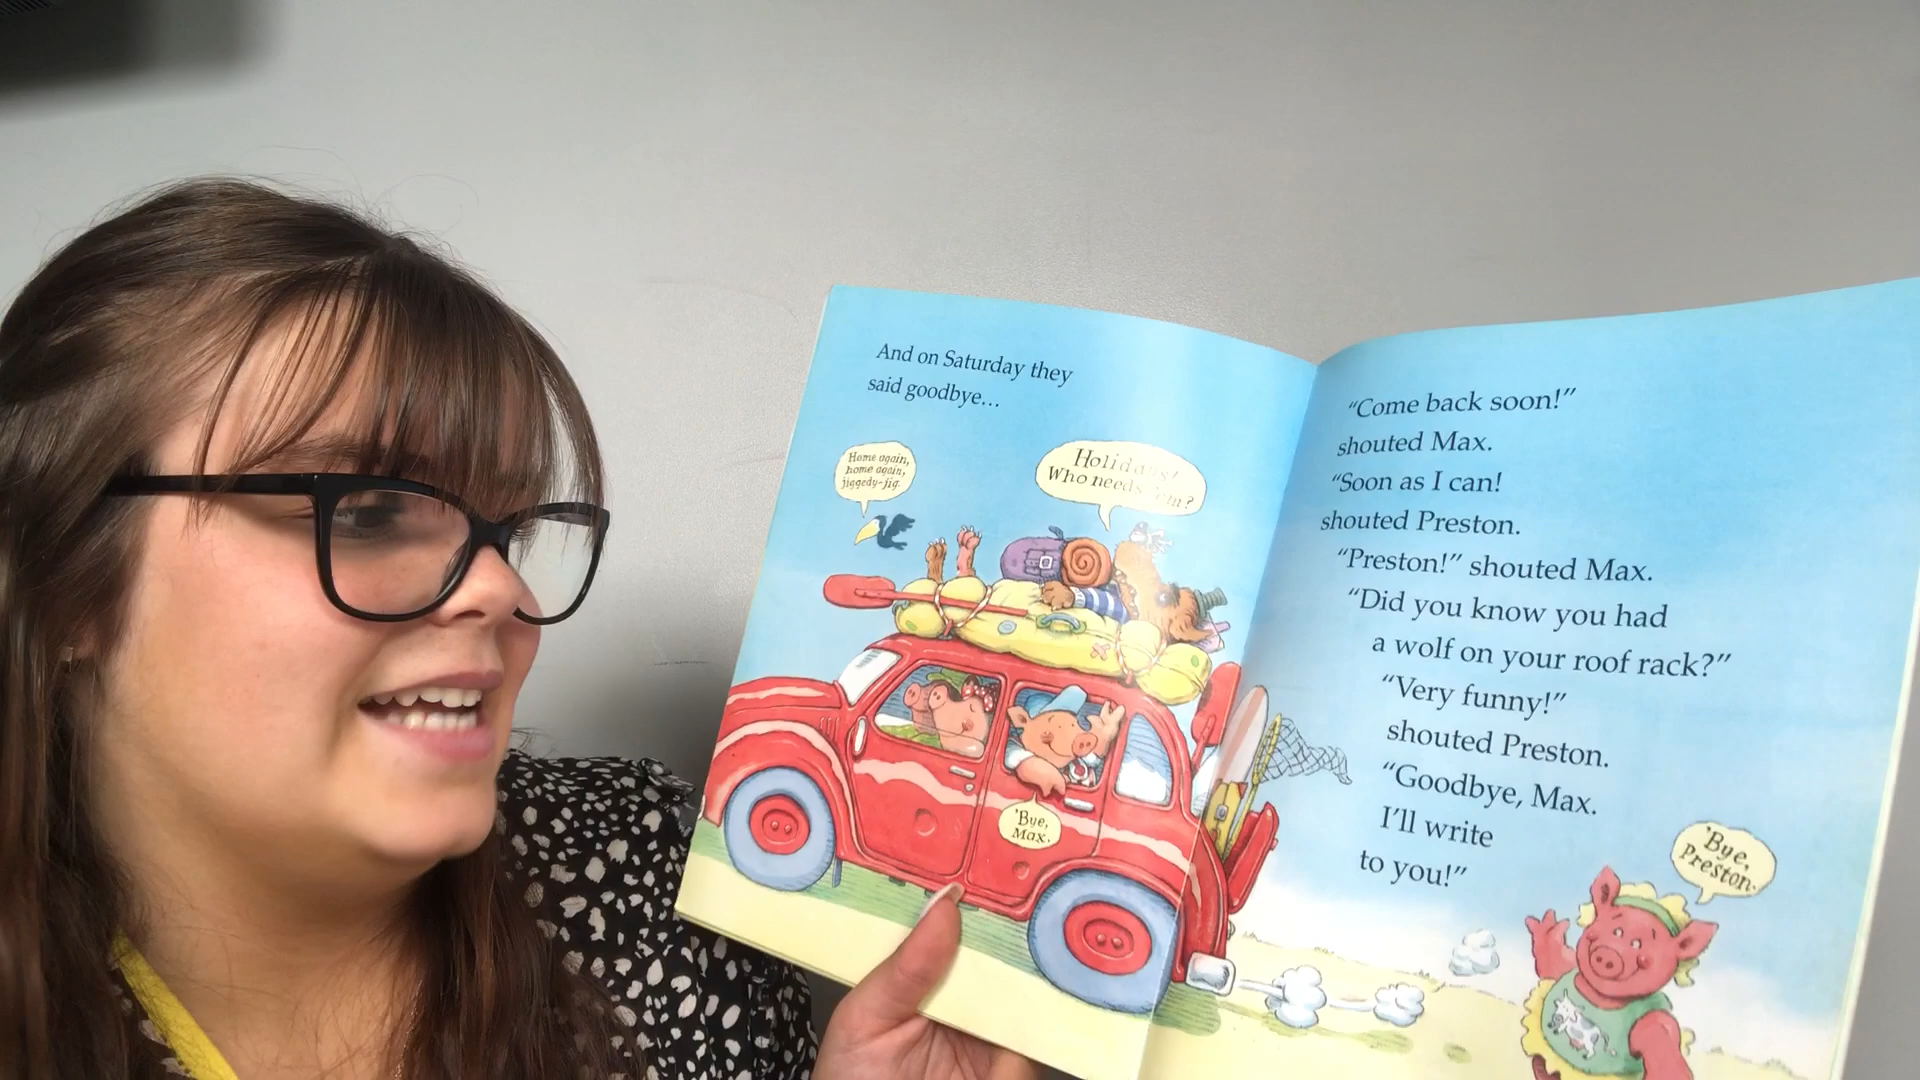 And on Saturday they
said goodbye...
Home again,
home again,
jiggedy-jig.
Holidays!
Who needs 'em?
'Bye,
Max.
“Come back soon!”
shouted Max.
“Soon as I can!
shouted Preston.
“Preston!” shouted Max.
“Did you know you had
a wolf on your roof rack?”
“Very funny!”
shouted Preston.
“Goodbye, Max.
I'll write
to you!”
'Bye,
Preston.